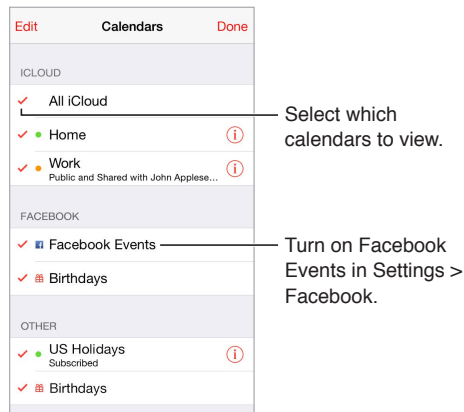 Edit Calendars Done
ICLOUD
All iCloud
Home
Work
Public and Shared with John Applese...
FACEBOOK
Facebook Events
Birthdays
OTHER
US Holidays
Subscribed
Birthdays
Select which
calendars to view.
Turn on Facebook
Events in Settings >
Facebook.